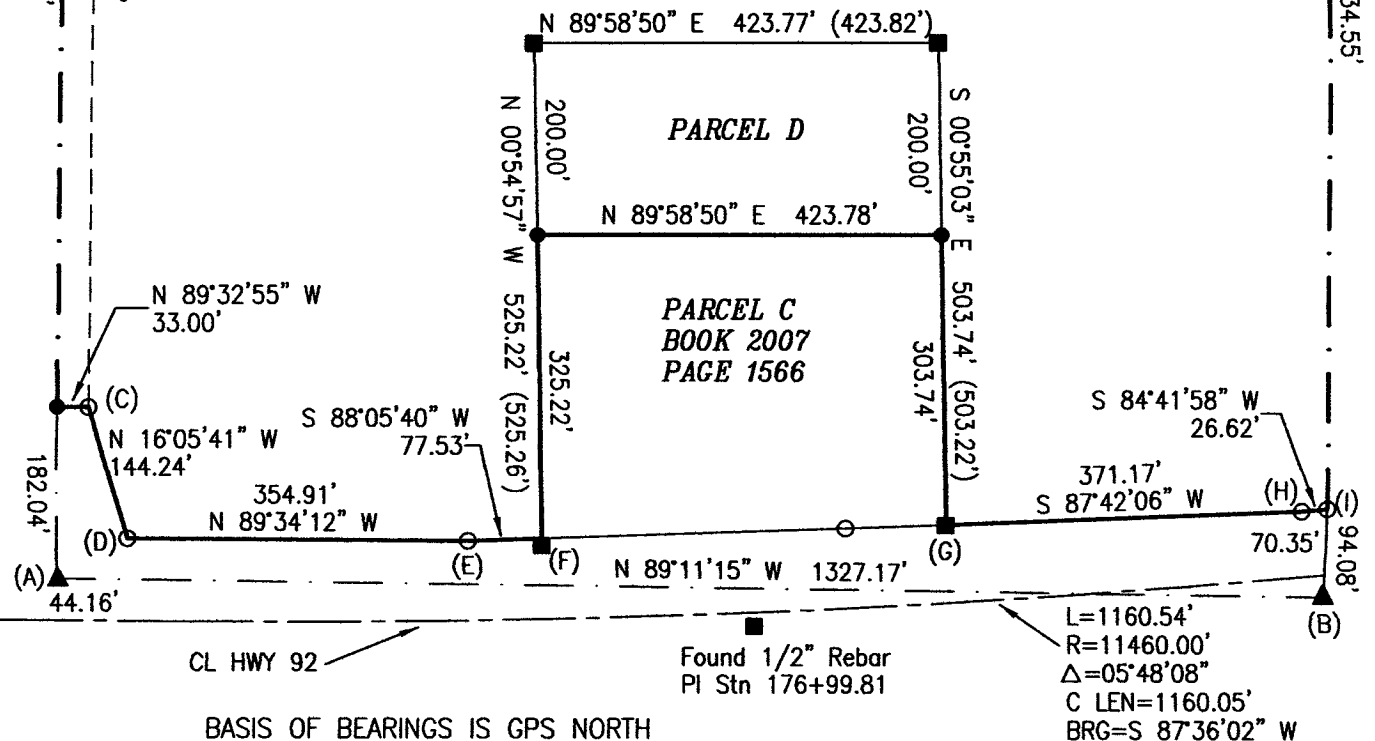 34.55'
N 89°58'50" E 423.77' (423.82')
N 00°54'57" W 525.22' (525.26')
200.00'
PARCEL D
200.00'
S 00°55'03" E 503.74' (503.22')
N 89°58'50" E 423.78'
N 89°32'55" W
33.00'
PARCEL C
BOOK 2007
PAGE 1566
325.22'
303.74'
(C)
N 16°05'41" W
144.24'
S 88°05'40" W
77.53'
S 84°41'58" W
26.62'
182.04'
354.91'
N 89°34'12" W
371.17'
S 87°42'06" W
(H)
(I)
(D)
(E)
(F)
(G)
70.35'
94.08'
(A)
44.16'
N 89°11'15" W 1327.17'
(B)
CL HWY 92
Found 1/2" Rebar
PI Stn 176+99.81
L=1160.54'
R=11460.00'
Δ=05°48'08"
C LEN=1160.05'
BRG=S 87°36'02" W
BASIS OF BEARINGS IS GPS NORTH